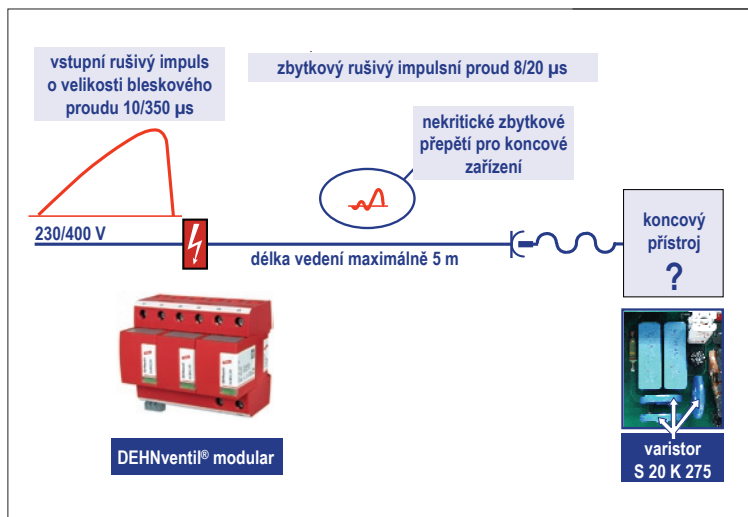 vstupní rušivý impuls
o velikosti bleskového
proudu 10/350 µs
zbytkový rušivý impulsní proud 8/20 µs
nekritické zbytkové
přepětí pro koncové
zařízení
230/400 V
délka vedení maximálně 5 m
koncový
přístroj
?
DEHNventil® modular
varistor
S 20 K 275